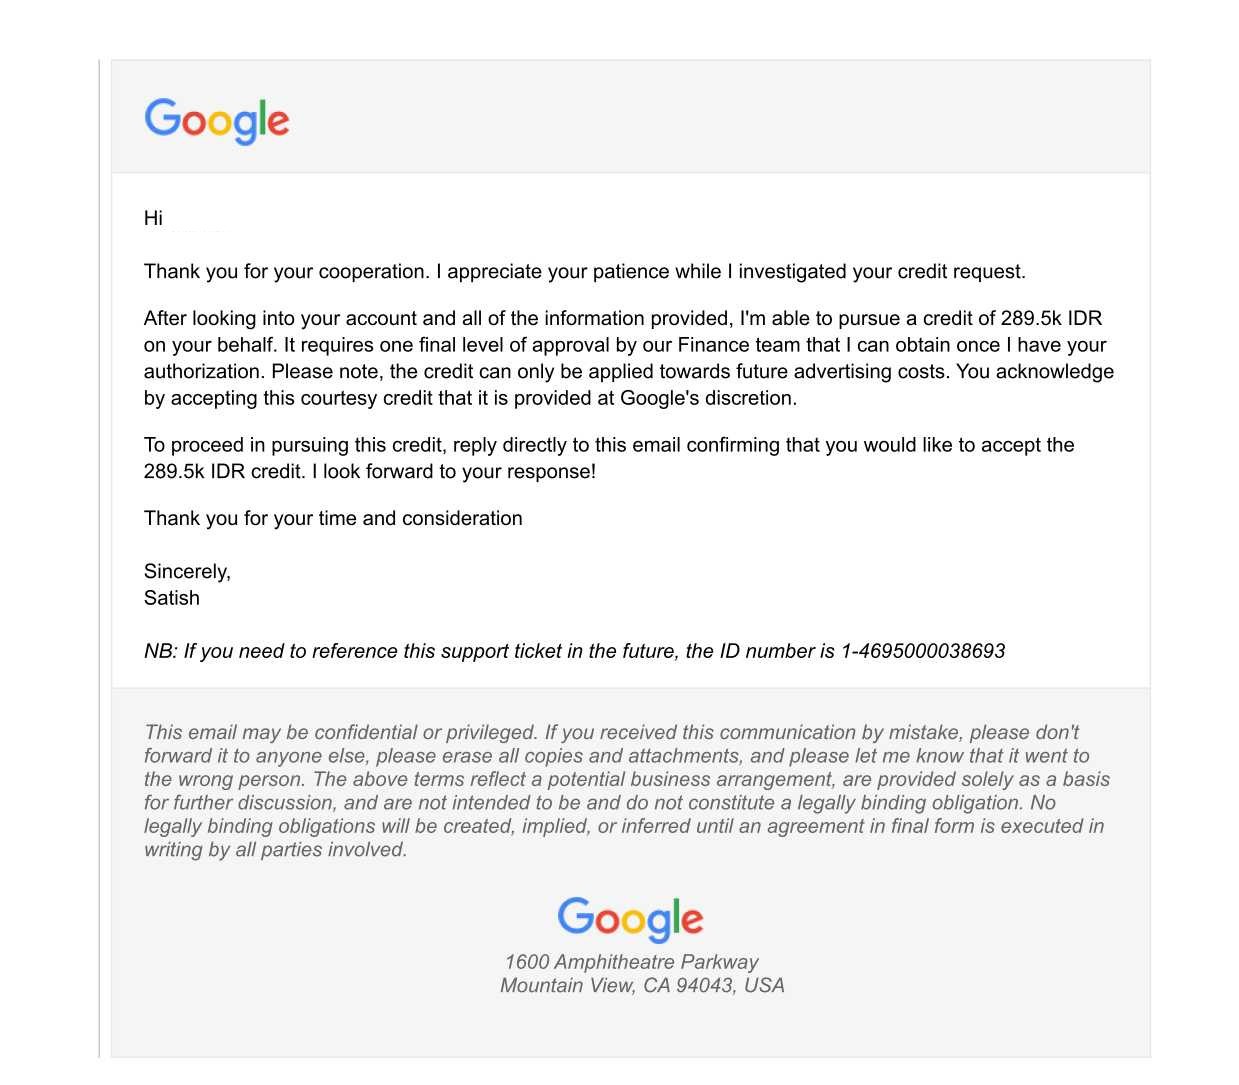 Google
Hi
Thank you for your cooperation. I appreciate your patience while I investigated your credit request.
After looking into your account and all of the information provided, I'm able to pursue a credit of 289.5k IDR
on your behalf. It requires one final level of approval by our Finance team that I can obtain once I have your
authorization. Please note, the credit can only be applied towards future advertising costs. You acknowledge
by accepting this courtesy credit that it is provided at Google's discretion.
To proceed in pursuing this credit, reply directly to this email confirming that you would like to accept the
289.5k IDR credit. I look forward to your response!
Thank you for your time and consideration
Sincerely,
Satish
NB: If you need to reference this support ticket in the future, the ID number is 1-4695000038693
This email may be confidential or privileged. If you received this communication by mistake, please don't
forward it to anyone else, please erase all copies and attachments, and please let me know that it went to
the wrong person. The above terms reflect a potential business arrangement, are provided solely as a basis
for further discussion, and are not intended to be and do not constitute a legally binding obligation. No
legally binding obligations will be created, implied, or inferred until an agreement in final form is executed in
writing by all parties involved.
Google
1600 Amphitheatre Parkway
Mountain View, CA 94043, USA